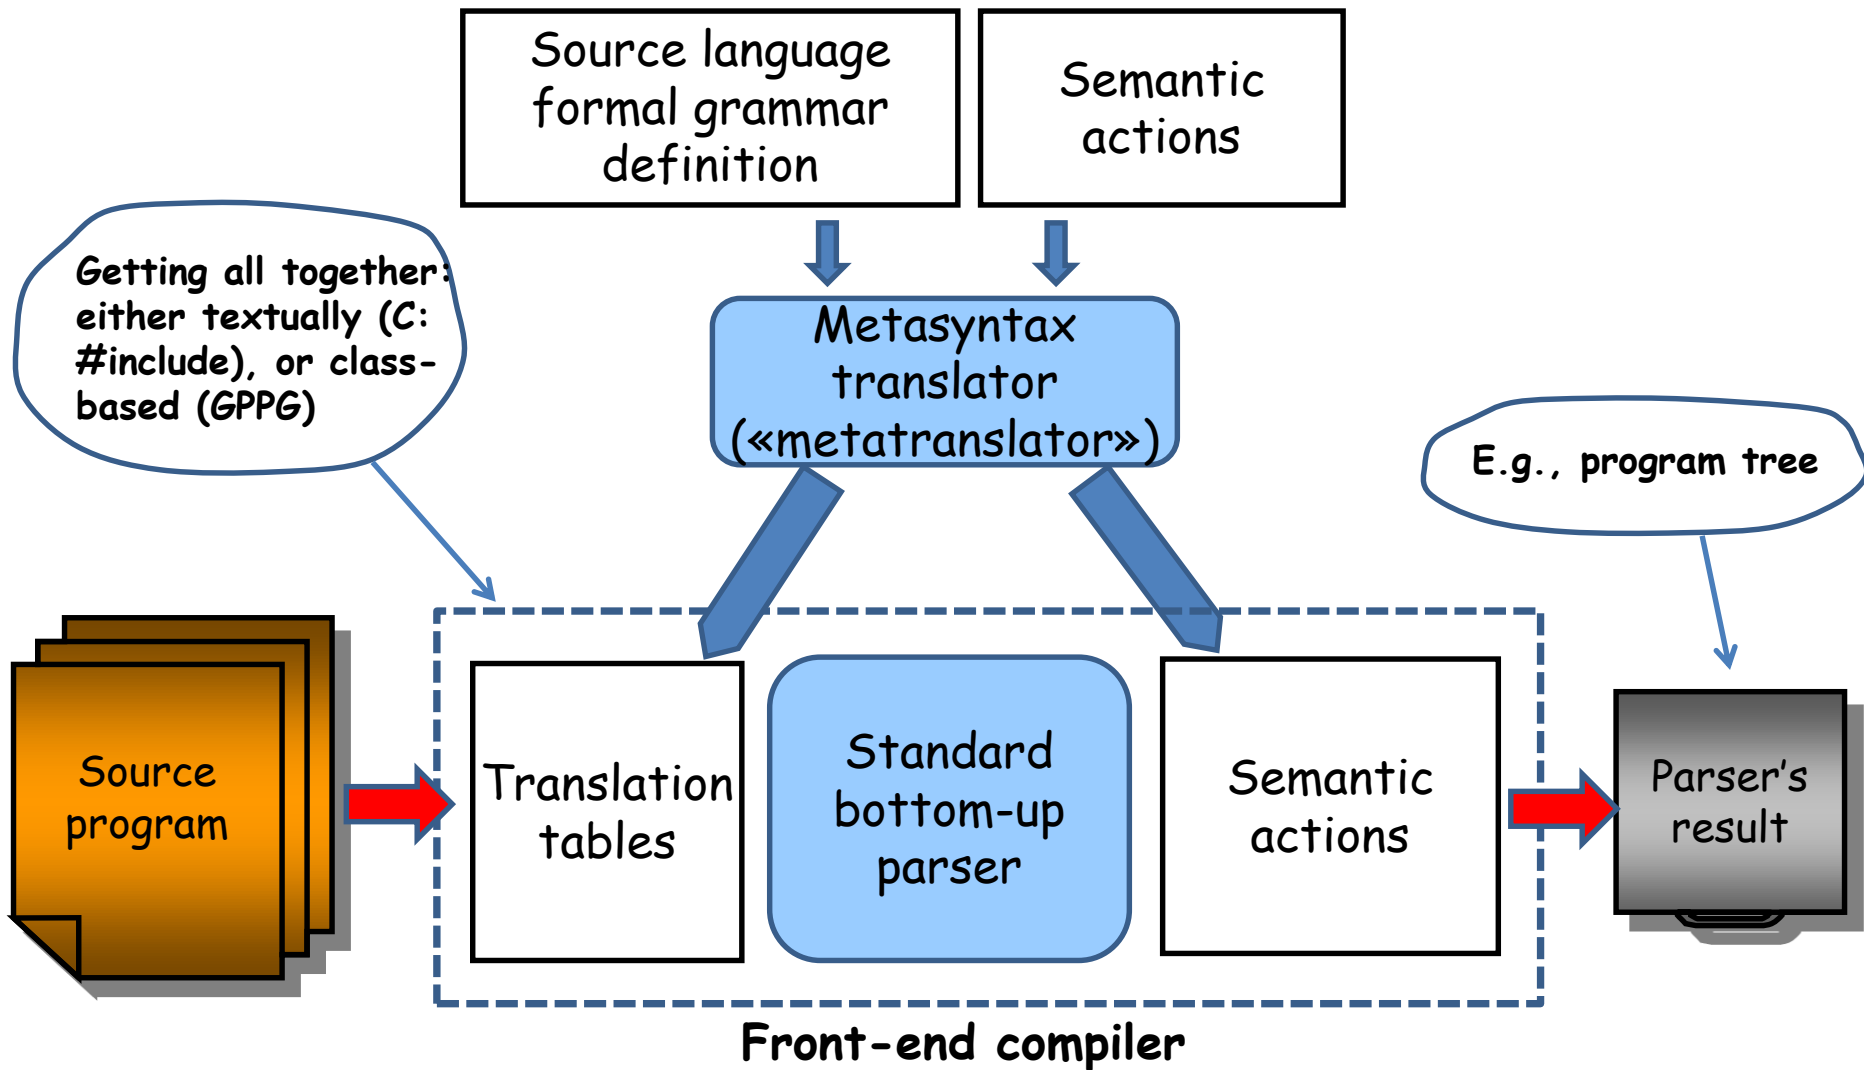 Source language
formal grammar
definition
Semantic
actions
Getting all together:
either textually (C:
#include), or class-
based (GPPG)
Metasyntax
translator
(«metatranslator»)
E.g., program tree
Source
program
Translation
tables
Standard
bottom-up
parser
Semantic
actions
Parser’s
result
Front-end compiler